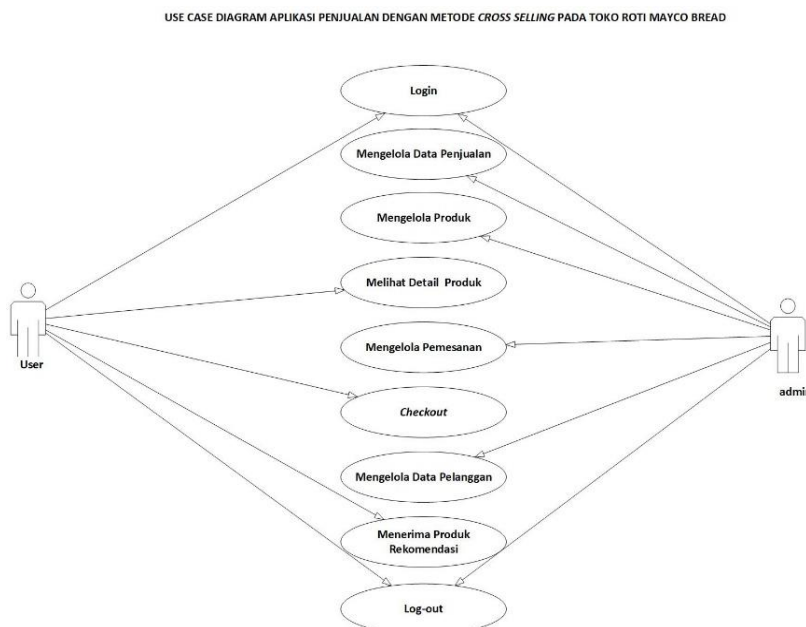 USE CASE DIAGRAM APLIKASI PENJUALAN DENGAN METODE CROSS SELLING PADA TOKO ROTI MAYCO BREAD
Login
Mengelola Data Penjualan
Mengelola Produk
Melihat Detail Produk
User
Mengelola Pemesanan
admin
Checkout
Mengelola Data Pelanggan
Menerima Produk
Rekomendasi
Log-out